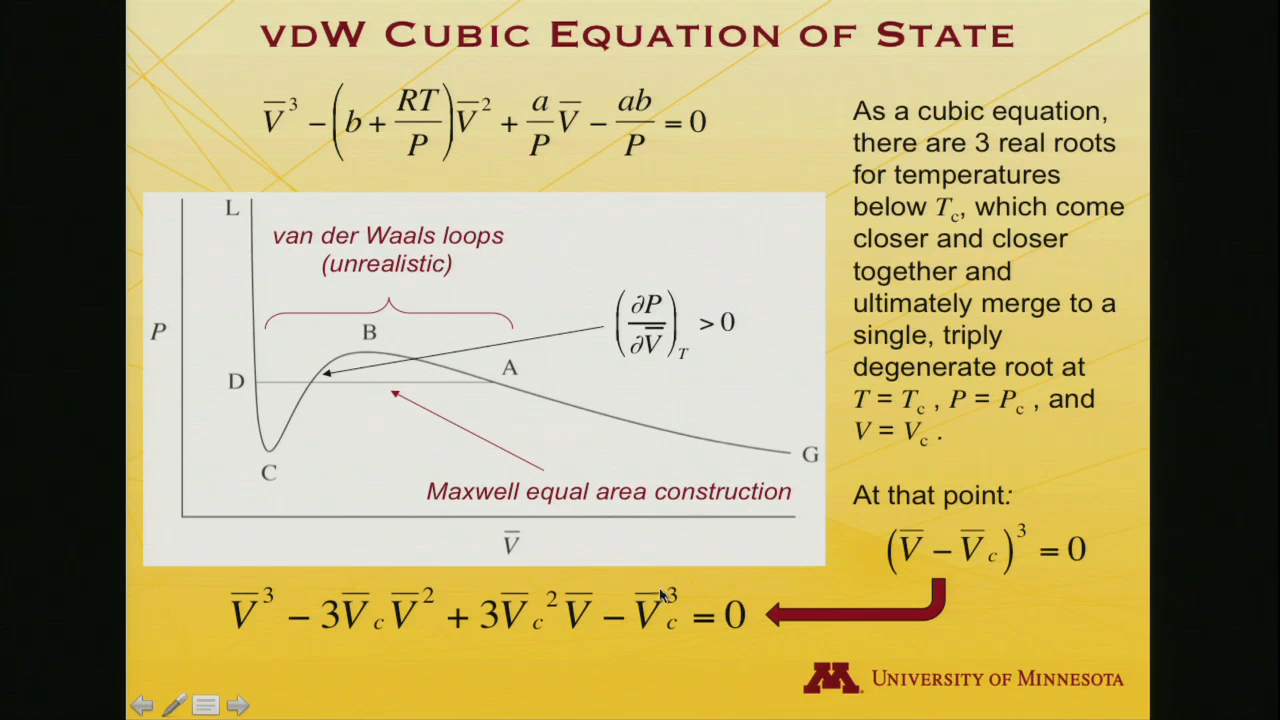 vdW Cubic Equation of State
V̅³ − (b + RT/P) V̅² + a/P V̅ − ab/P = 0
As a cubic equation,
there are 3 real roots
for temperatures
below T_c, which come
closer and closer
together and
ultimately merge to a
single, triply
degenerate root at
T = T_c , P = P_c , and
V = V_c .
At that point:
(V̅ − V̅_c)³ = 0
L
van der Waals loops
(unrealistic)
(∂P/∂V̅)_T > 0
P
B
D
A
C
G
Maxwell equal area construction
V̅
V̅³ − 3V̅_c V̅² + 3V̅_c² V̅ − V̅_c³ = 0
M
University of Minnesota